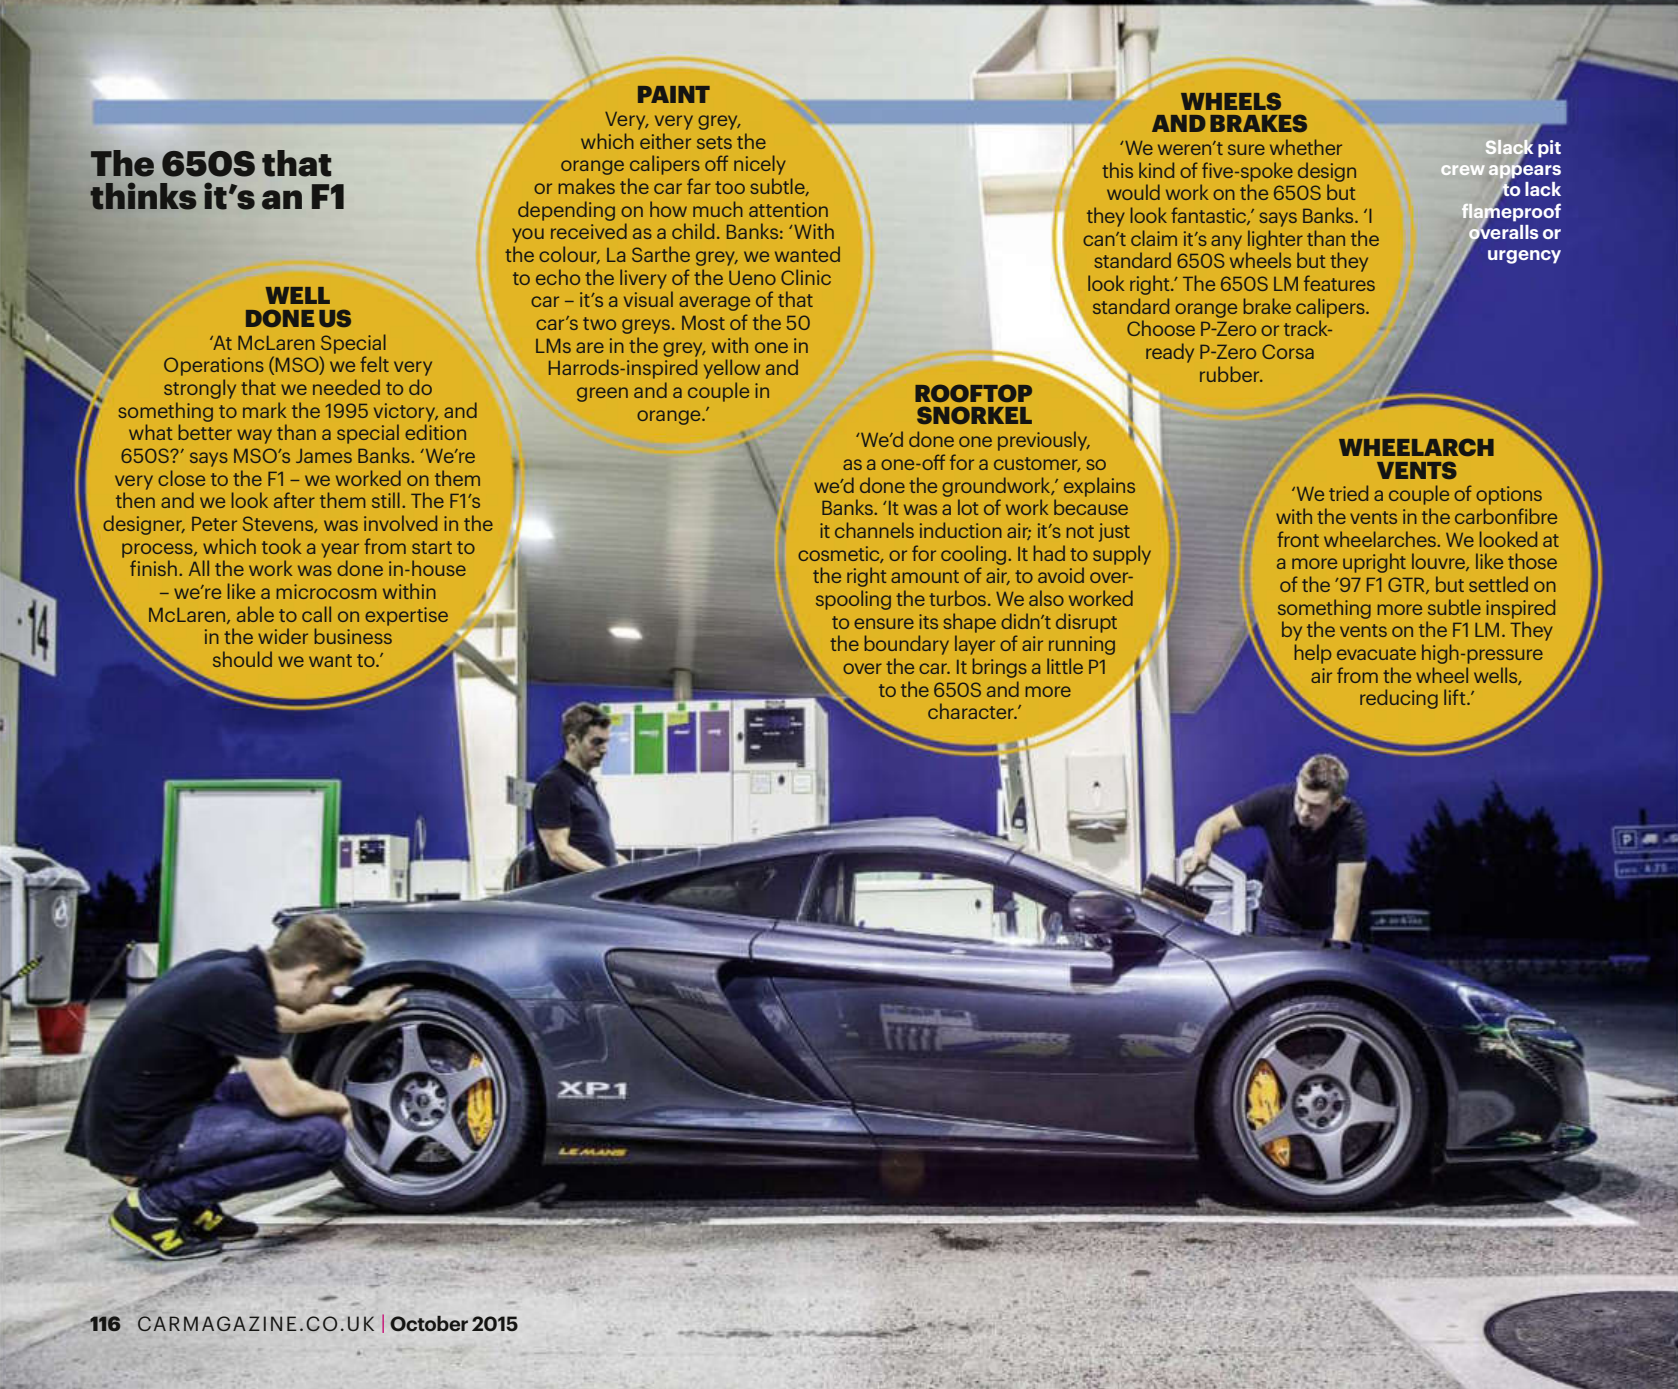 The 650S that
thinks it's an F1
WELL
DONE US
'At McLaren Special
Operations (MSO) we felt very
strongly that we needed to do
something to mark the 1995 victory, and
what better way than a special edition
650S?' says MSO's James Banks. 'We're
very close to the F1 – we worked on them
then and we look after them still. The F1's
designer, Peter Stevens, was involved in the
process, which took a year from start to
finish. All the work was done in-house
– we're like a microcosm within
McLaren, able to call on expertise
in the wider business
should we want to.'
PAINT
Very, very grey,
which either sets the
orange calipers off nicely
or makes the car far too subtle,
depending on how much attention
you received as a child. Banks: 'With
the colour, La Sarthe grey, we wanted
to echo the livery of the Ueno Clinic
car – it's a visual average of that
car's two greys. Most of the 50
LMs are in the grey, with one in
Harrods-inspired yellow and
green and a couple in
orange.'
ROOFTOP
SNORKEL
'We'd done one previously,
as a one-off for a customer, so
we'd done the groundwork,' explains
Banks. 'It was a lot of work because
it channels induction air; it's not just
cosmetic, or for cooling. It had to supply
the right amount of air, to avoid over-
spooling the turbos. We also worked
to ensure its shape didn't disrupt
the boundary layer of air running
over the car. It brings a little P1
to the 650S and more
character.'
WHEELS
AND BRAKES
'We weren't sure whether
this kind of five-spoke design
would work on the 650S but
they look fantastic,' says Banks. 'I
can't claim it's any lighter than the
standard 650S wheels but they
look right.' The 650S LM features
standard orange brake calipers.
Choose P-Zero or track-
ready P-Zero Corsa
rubber.
WHEELARCH
VENTS
'We tried a couple of options
with the vents in the carbonfibre
front wheelarches. We looked at
a more upright louvre, like those
of the '97 F1 GTR, but settled on
something more subtle inspired
by the vents on the F1 LM. They
help evacuate high-pressure
air from the wheel wells,
reducing lift.'
Slack pit
crew appears
to lack
flameproof
overalls or
urgency
14
P
XP1
LE MANS
N
N
116 CARMAGAZINE.CO.UK | October 2015